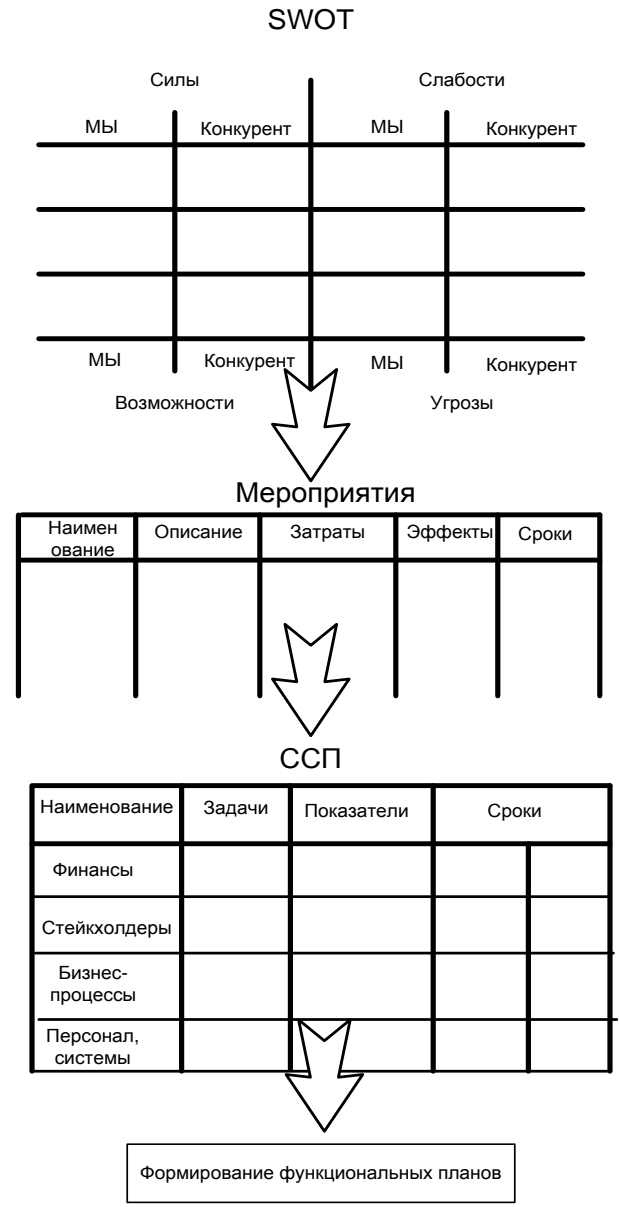 SWOT
Силы Слабости
МЫ Конкурент МЫ Конкурент
МЫ Конкурент МЫ Конкурент
Возможности Угрозы
Мероприятия
Наимен
ование Описание Затраты Эффекты Сроки
ССП
Наименование Задачи Показатели Сроки
Финансы
Стейкхолдеры
Бизнес-
процессы
Персонал,
системы
Формирование функциональных планов